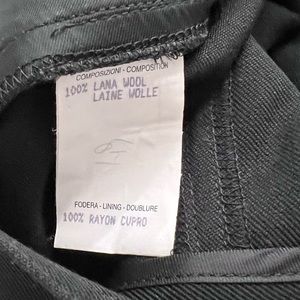 COMPOSIZIONI - COMPOSITION
100% LANA WOOL
LAINE WOLLE
FODERA - LINING - DOUBLURE
100% RAYON CUPRO